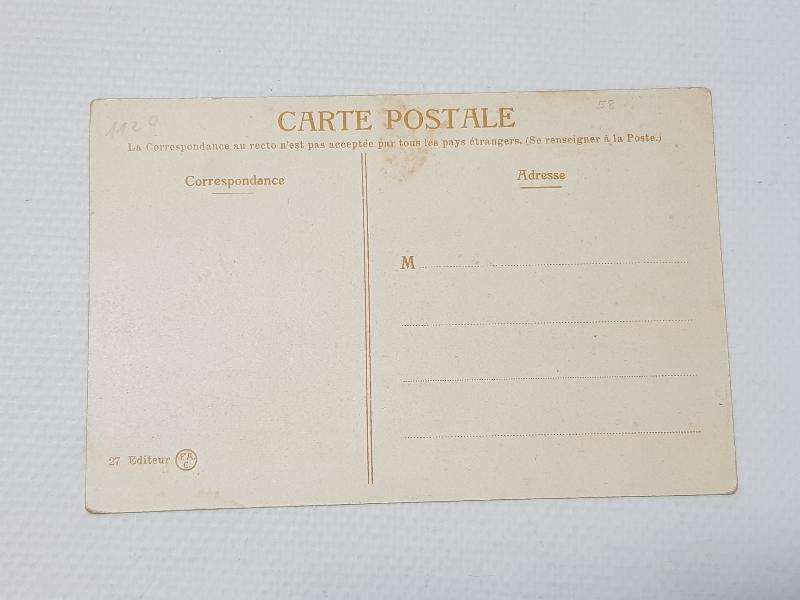 112
58
CARTE POSTALE
La Correspondance au recto n'est pas acceptée par tous les pays étrangers. (Se renseigner à la Poste.)
Correspondance
Adresse
M
27 Editeur